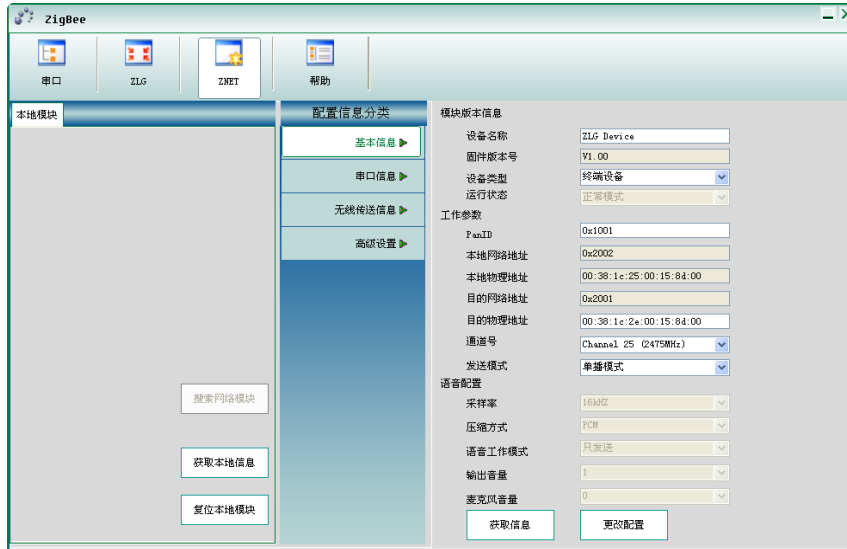 ZigBee
串口
ZLG
ZNET
帮助
本地模块
搜索网络模块
获取本地信息
复位本地模块
配置信息分类
基本信息
串口信息
无线传送信息
高级设置
模块版本信息
设备名称 ZLG Device
固件版本号 V1.00
设备类型 终端设备
运行状态 正常模式
工作参数
PanID 0x1001
本地网络地址 0x2002
本地物理地址 00:38:1c:25:00:15:8d:00
目的网络地址 0x2001
目的物理地址 00:38:1c:2e:00:15:8d:00
通道号 Channel 25 (2475MHz)
发送模式 单播模式
语音配置
采样率 16kHZ
压缩方式 PCM
语音工作模式 只发送
输出音量 1
麦克风音量 0
获取信息 更改配置